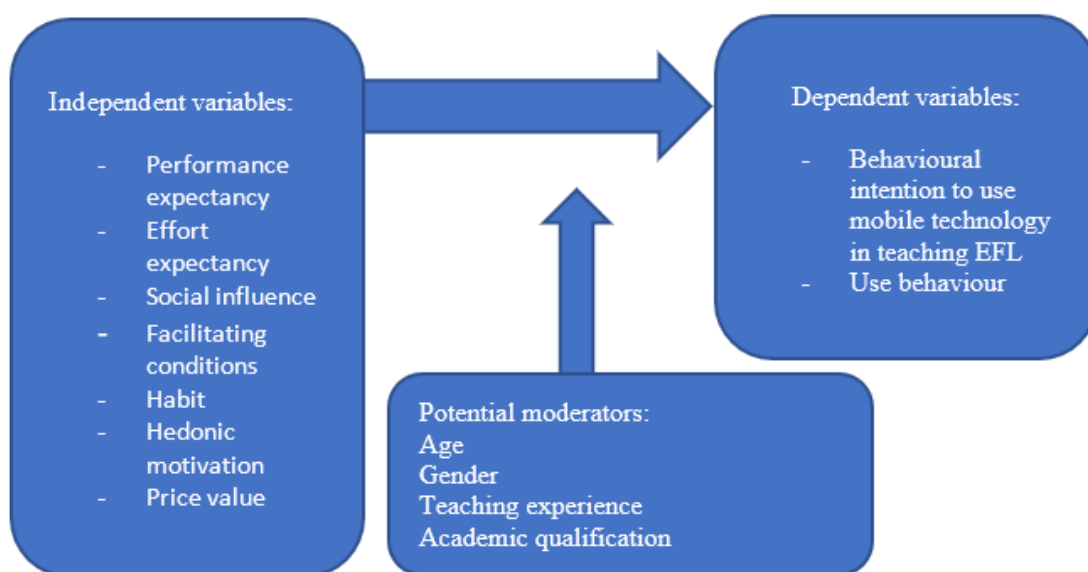 Independent variables:
- Performance
expectancy
- Effort
expectancy
- Social influence
- Facilitating
conditions
- Habit
- Hedonic
motivation
- Price value
Dependent variables:
- Behavioural
intention to use
mobile technology
in teaching EFL
- Use behaviour
Potential moderators:
Age
Gender
Teaching experience
Academic qualification